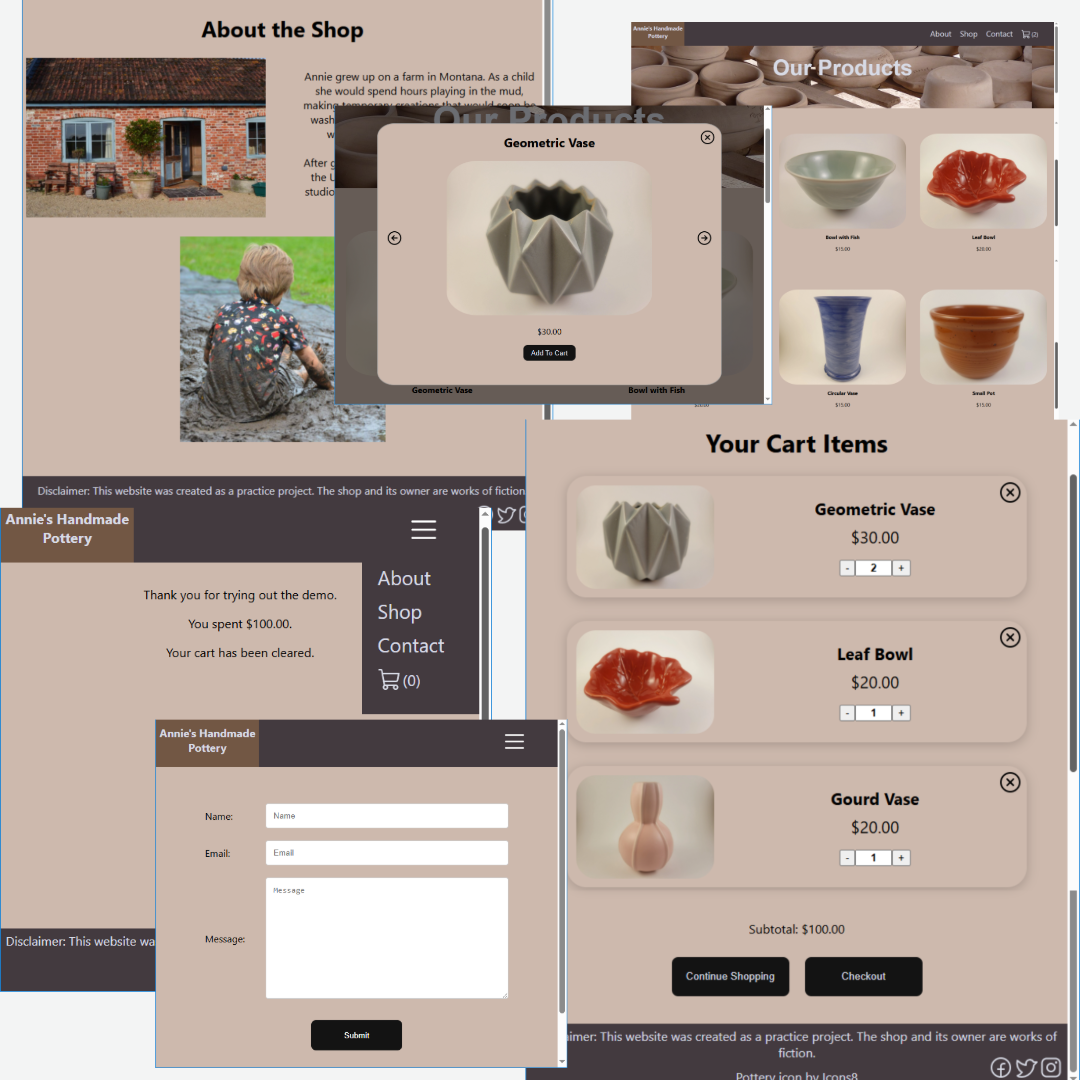 About the Shop
Annie grew up on a farm in Montana. As a child
she would spend hours playing in the mud,
making temporary creations that would soon be
wash
w
After g
the U
studio
Disclaimer: This website was created as a practice project. The shop and its owner are works of fiction
Annie's Handmade
Pottery
About
Shop
Contact
(2)
Our Products
Bowl with Fish
$15.00
Leaf Bowl
$20.00
Circular Vase
$15.00
Small Pot
$15.00
Our Products
Geometric Vase
$30.00
Add To Cart
Geometric Vase
Bowl with Fish
Your Cart Items
Geometric Vase
$30.00
- 2 +
Leaf Bowl
$20.00
- 1 +
Gourd Vase
$20.00
- 1 +
Subtotal: $100.00
Continue Shopping
Checkout
imer: This website was created as a practice project. The shop and its owner are works of
fiction.
Pottery icon by Icons8
Annie's Handmade
Pottery
About
Shop
Contact
(0)
Thank you for trying out the demo.
You spent $100.00.
Your cart has been cleared.
Disclaimer: This website wa
Annie's Handmade
Pottery
Name:
Name
Email:
Email
Message:
Message
Submit